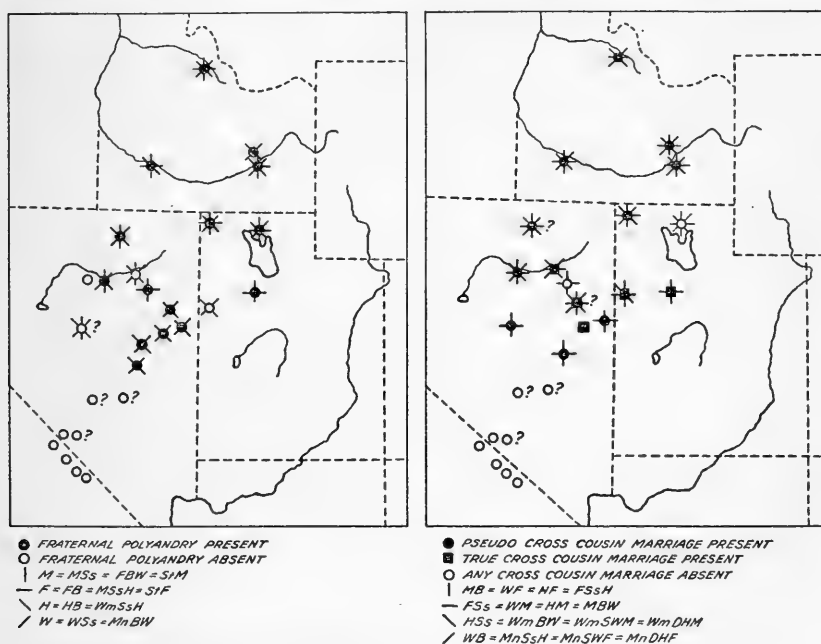 ?
?
?
?
FRATERNAL POLYANDRY PRESENT
FRATERNAL POLYANDRY ABSENT
M = MSs = FBW = StM
F = FB = MSsH = StF
H = HB = WmSsH
W = WSs = MnBW
?
?
?
?
?
PSEUDO CROSS COUSIN MARRIAGE PRESENT
TRUE CROSS COUSIN MARRIAGE PRESENT
ANY CROSS COUSIN MARRIAGE ABSENT
MB = WF = HF = FSsH
FSs = WM = HM = MBW
HSs = WmBW = WmSWM = WmDHM
WB = MnSsH = MnSWF = MnDHF